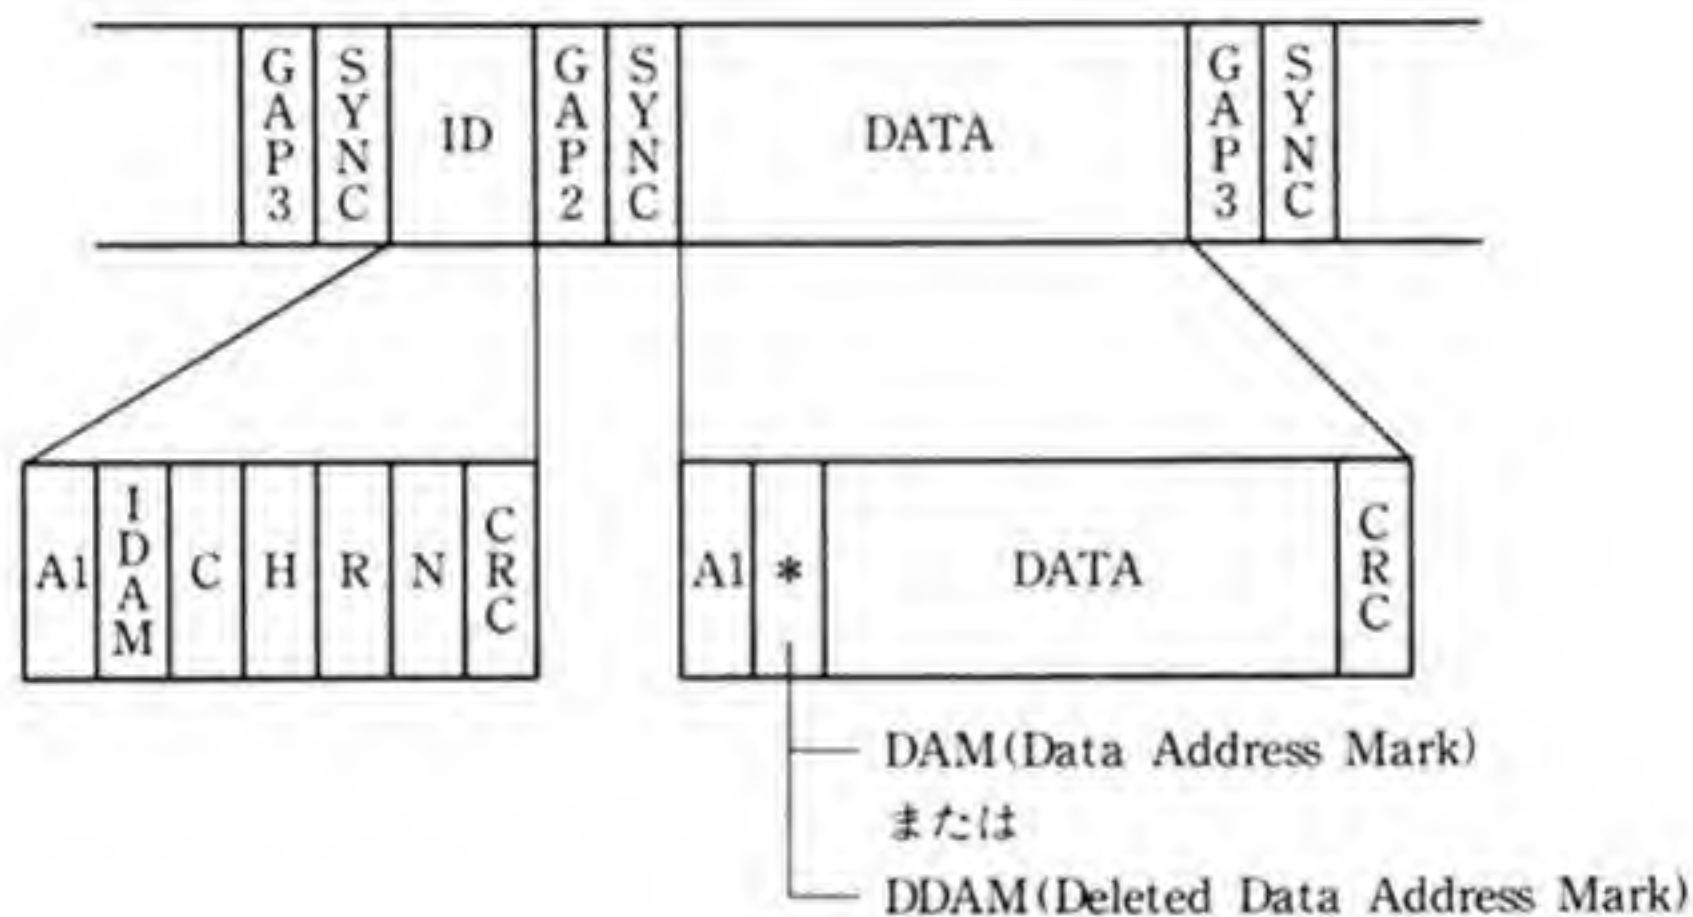 GAP3 SYNC ID GAP2 SYNC DATA GAP3 SYNC
A1 IDAM C H R N CRC A1 * DATA CRC
DAM(Data Address Mark)
または
DDAM(Deleted Data Address Mark)